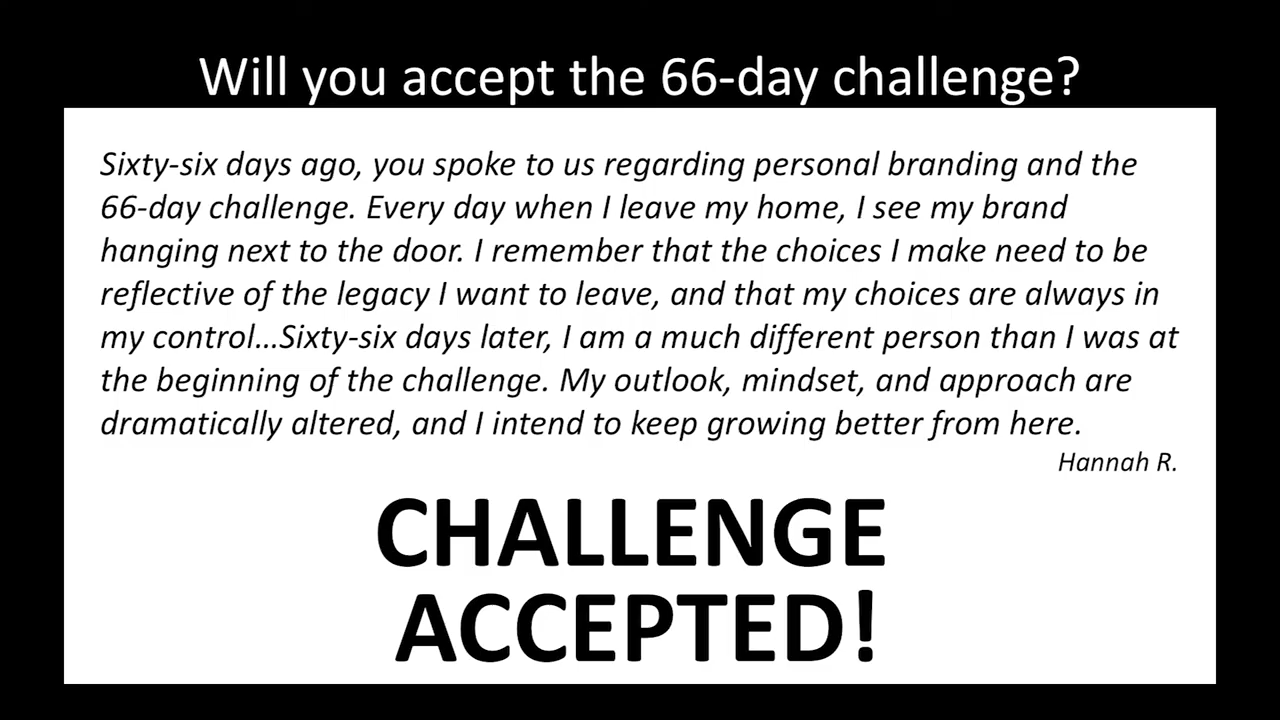 Will you accept the 66-day challenge?
Sixty-six days ago, you spoke to us regarding personal branding and the
66-day challenge. Every day when I leave my home, I see my brand
hanging next to the door. I remember that the choices I make need to be
reflective of the legacy I want to leave, and that my choices are always in
my control...Sixty-six days later, I am a much different person than I was at
the beginning of the challenge. My outlook, mindset, and approach are
dramatically altered, and I intend to keep growing better from here.
Hannah R.
CHALLENGE
ACCEPTED!